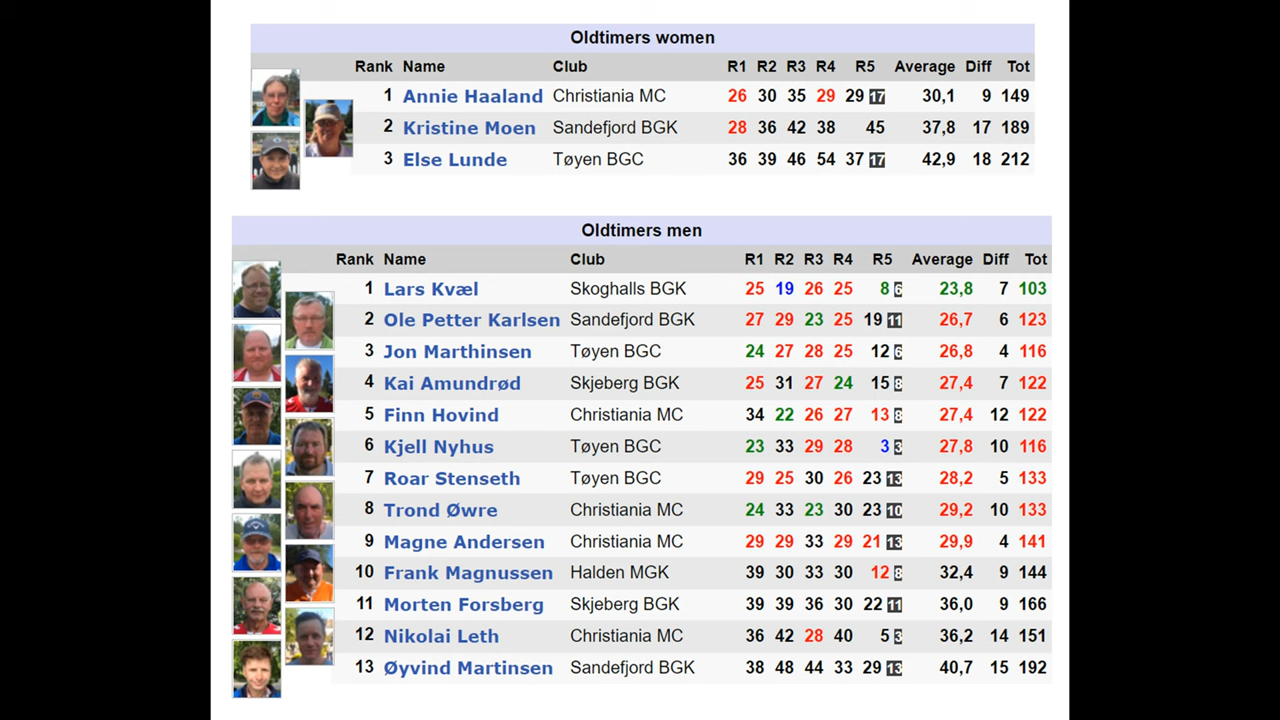 Oldtimers women
Rank Name Club R1 R2 R3 R4 R5 Average Diff Tot
1 Annie Haaland Christiania MC 26 30 35 29 29 17 30,1 9 149
2 Kristine Moen Sandefjord BGK 28 36 42 38 45 37,8 17 189
3 Else Lunde Tøyen BGC 36 39 46 54 37 17 42,9 18 212
Oldtimers men
Rank Name Club R1 R2 R3 R4 R5 Average Diff Tot
1 Lars Kvæl Skoghalls BGK 25 19 26 25 8 6 23,8 7 103
2 Ole Petter Karlsen Sandefjord BGK 27 29 23 25 19 11 26,7 6 123
3 Jon Marthinsen Tøyen BGC 24 27 28 25 12 6 26,8 4 116
4 Kai Amundrød Skjeberg BGK 25 31 27 24 15 8 27,4 7 122
5 Finn Hovind Christiania MC 34 22 26 27 13 8 27,4 12 122
6 Kjell Nyhus Tøyen BGC 23 33 29 28 3 3 27,8 10 116
7 Roar Stenseth Tøyen BGC 29 25 30 26 23 13 28,2 5 133
8 Trond Øwre Christiania MC 24 33 23 30 23 10 29,2 10 133
9 Magne Andersen Christiania MC 29 29 33 29 21 13 29,9 4 141
10 Frank Magnussen Halden MGK 39 30 33 30 12 8 32,4 9 144
11 Morten Forsberg Skjeberg BGK 39 39 36 30 22 11 36,0 9 166
12 Nikolai Leth Christiania MC 36 42 28 40 5 3 36,2 14 151
13 Øyvind Martinsen Sandefjord BGK 38 48 44 33 29 13 40,7 15 192